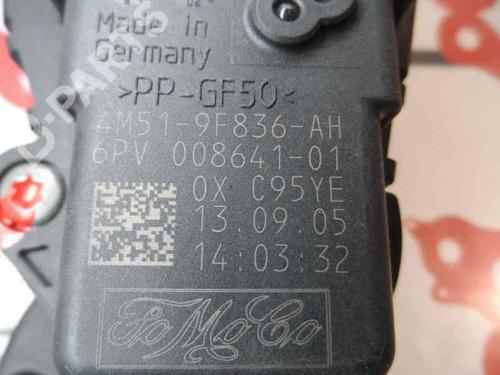 Made in
Germany
>PP-GF50<
4M51-9F836-AH
6PV 008641-01
0X C95YE
13.09.05
14:03:32
FoMoCo